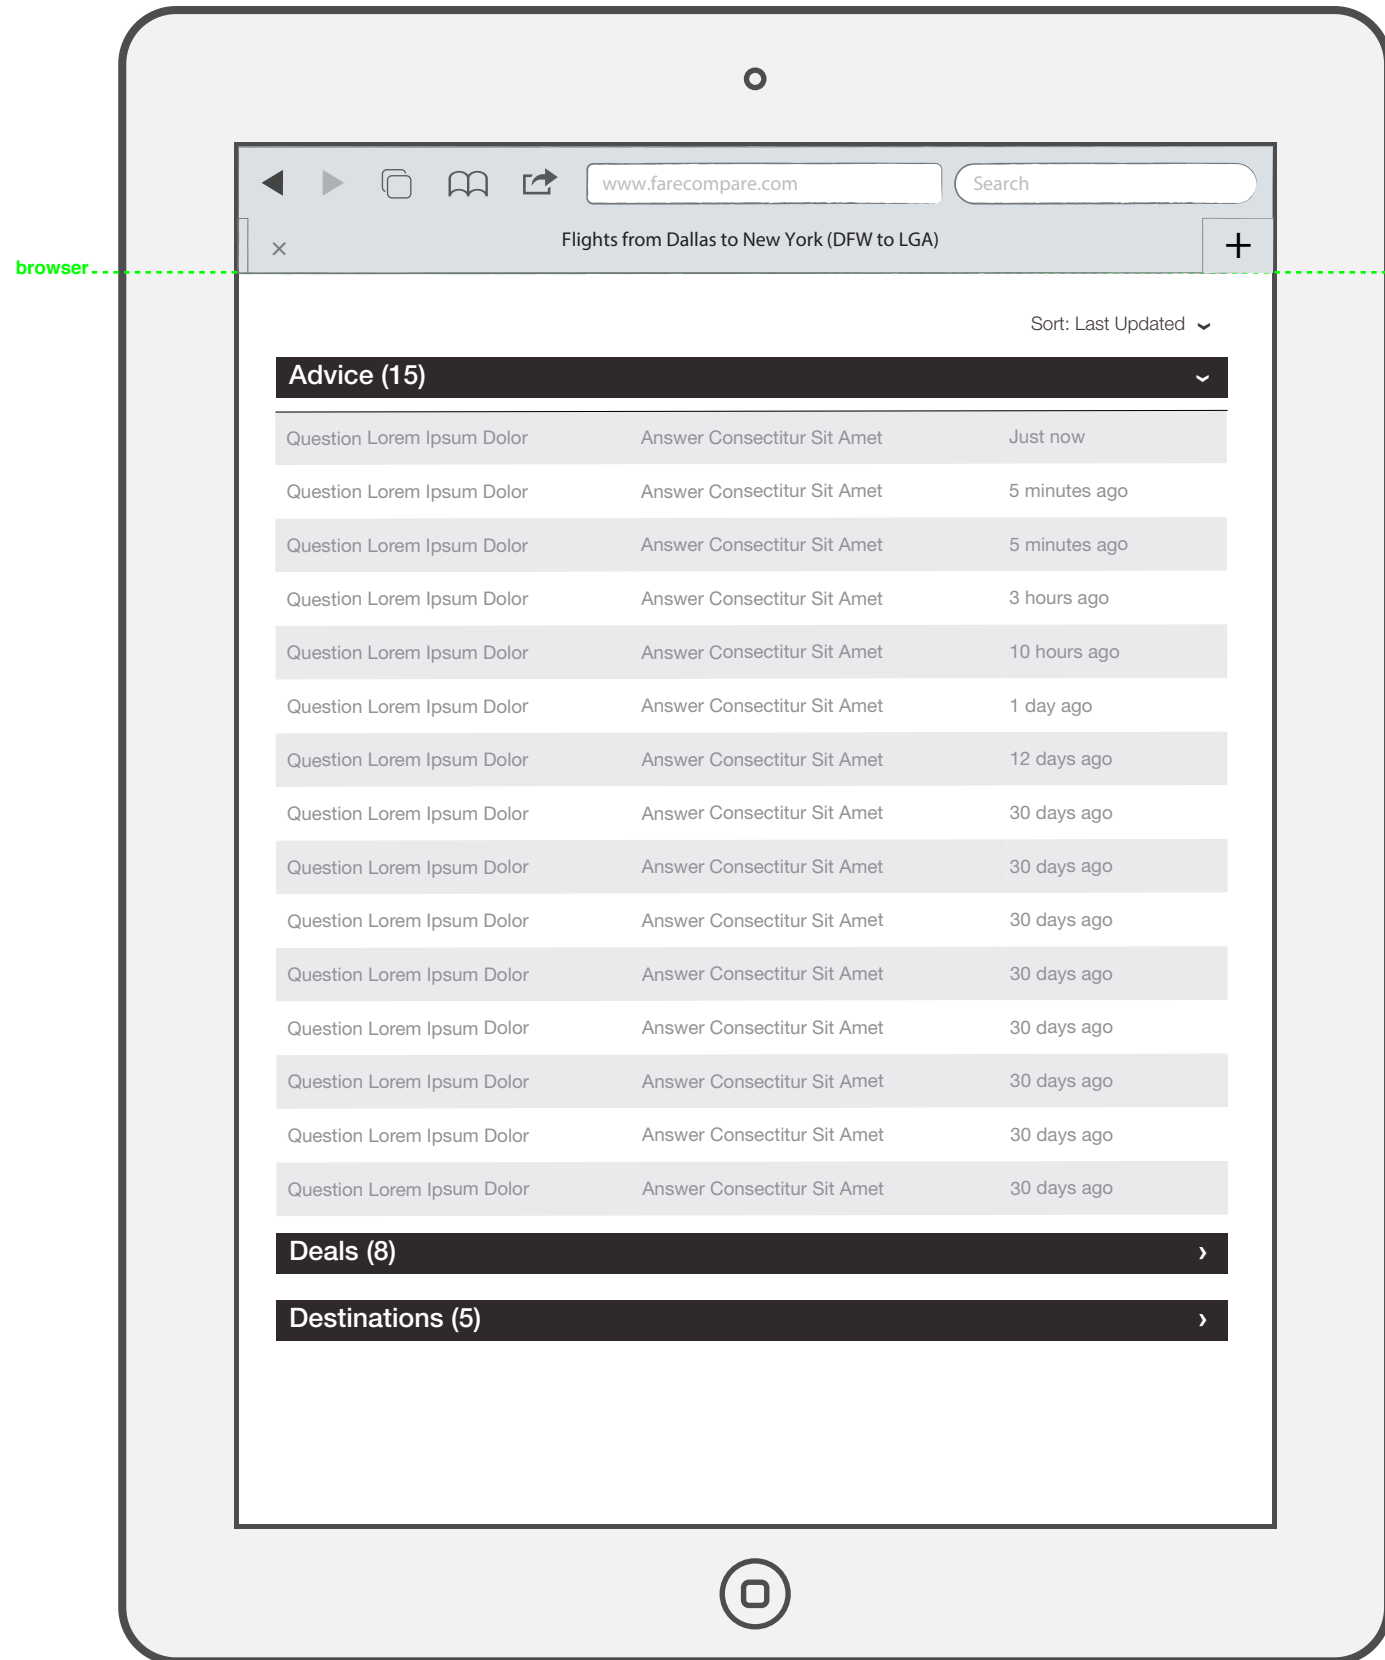 www.farecompare.com Search
Flights from Dallas to New York (DFW to LGA)
browser
Sort: Last Updated
Advice (15)
Question Lorem Ipsum Dolor Answer Consectitur Sit Amet Just now
Question Lorem Ipsum Dolor Answer Consectitur Sit Amet 5 minutes ago
Question Lorem Ipsum Dolor Answer Consectitur Sit Amet 5 minutes ago
Question Lorem Ipsum Dolor Answer Consectitur Sit Amet 3 hours ago
Question Lorem Ipsum Dolor Answer Consectitur Sit Amet 10 hours ago
Question Lorem Ipsum Dolor Answer Consectitur Sit Amet 1 day ago
Question Lorem Ipsum Dolor Answer Consectitur Sit Amet 12 days ago
Question Lorem Ipsum Dolor Answer Consectitur Sit Amet 30 days ago
Question Lorem Ipsum Dolor Answer Consectitur Sit Amet 30 days ago
Question Lorem Ipsum Dolor Answer Consectitur Sit Amet 30 days ago
Question Lorem Ipsum Dolor Answer Consectitur Sit Amet 30 days ago
Question Lorem Ipsum Dolor Answer Consectitur Sit Amet 30 days ago
Question Lorem Ipsum Dolor Answer Consectitur Sit Amet 30 days ago
Question Lorem Ipsum Dolor Answer Consectitur Sit Amet 30 days ago
Question Lorem Ipsum Dolor Answer Consectitur Sit Amet 30 days ago
Deals (8)
Destinations (5)